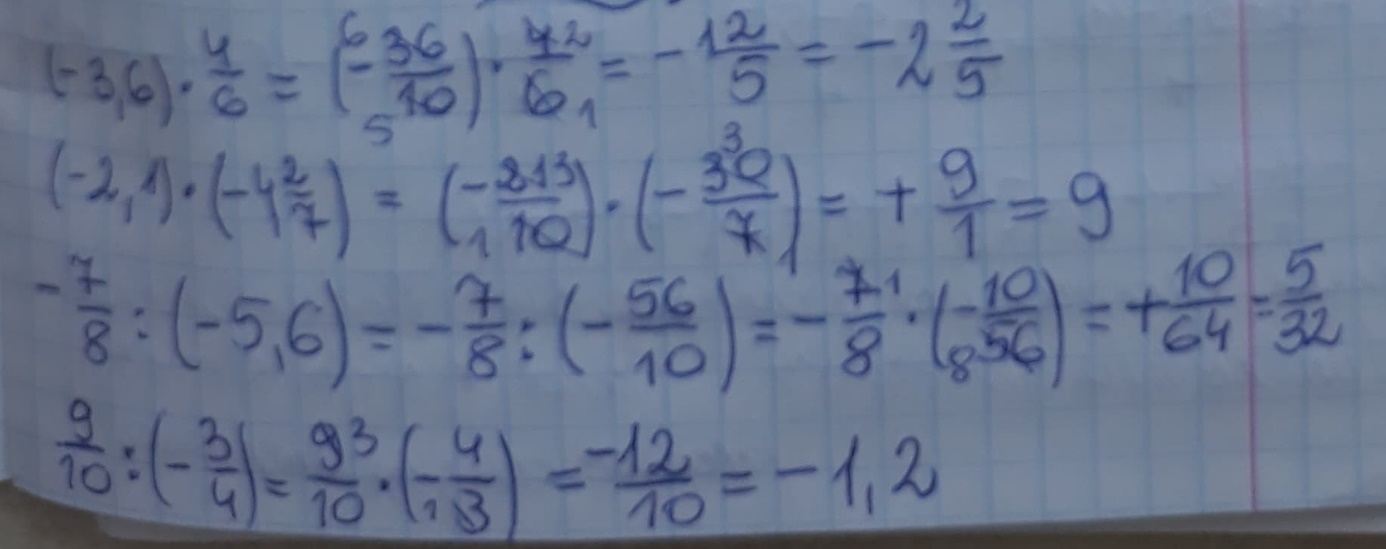 (-3,6) · 4/6 = (-36/10) · 4/6 = -12/5 = -2 2/5
(-2,1) · (-4 2/7) = (-21/10) · (-30/7) = + 9/1 = 9
-7/8 : (-5,6) = -7/8 : (-56/10) = -7/8 · (-10/56) = +10/64 = 5/32
9/10 : (-3/4) = 9/10 · (-4/3) = -12/10 = -1,2